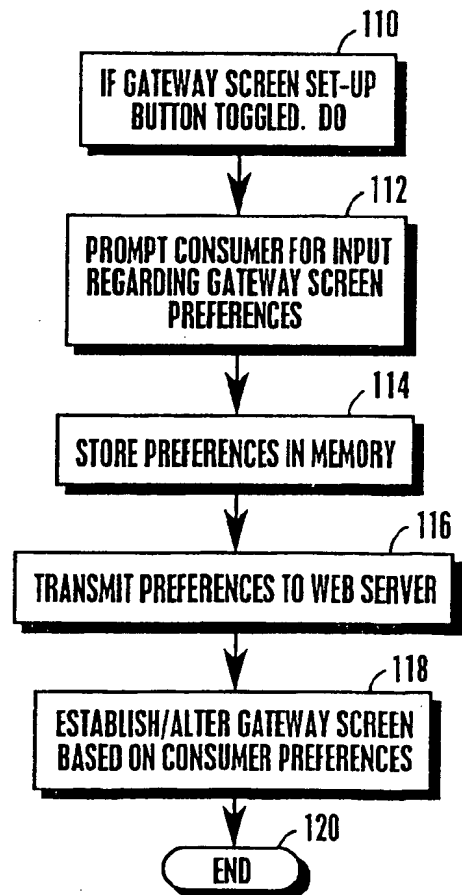 110
IF GATEWAY SCREEN SET-UP
BUTTON TOGGLED. DO
112
PROMPT CONSUMER FOR INPUT
REGARDING GATEWAY SCREEN
PREFERENCES
114
STORE PREFERENCES IN MEMORY
116
TRANSMIT PREFERENCES TO WEB SERVER
118
ESTABLISH/ALTER GATEWAY SCREEN
BASED ON CONSUMER PREFERENCES
120
END